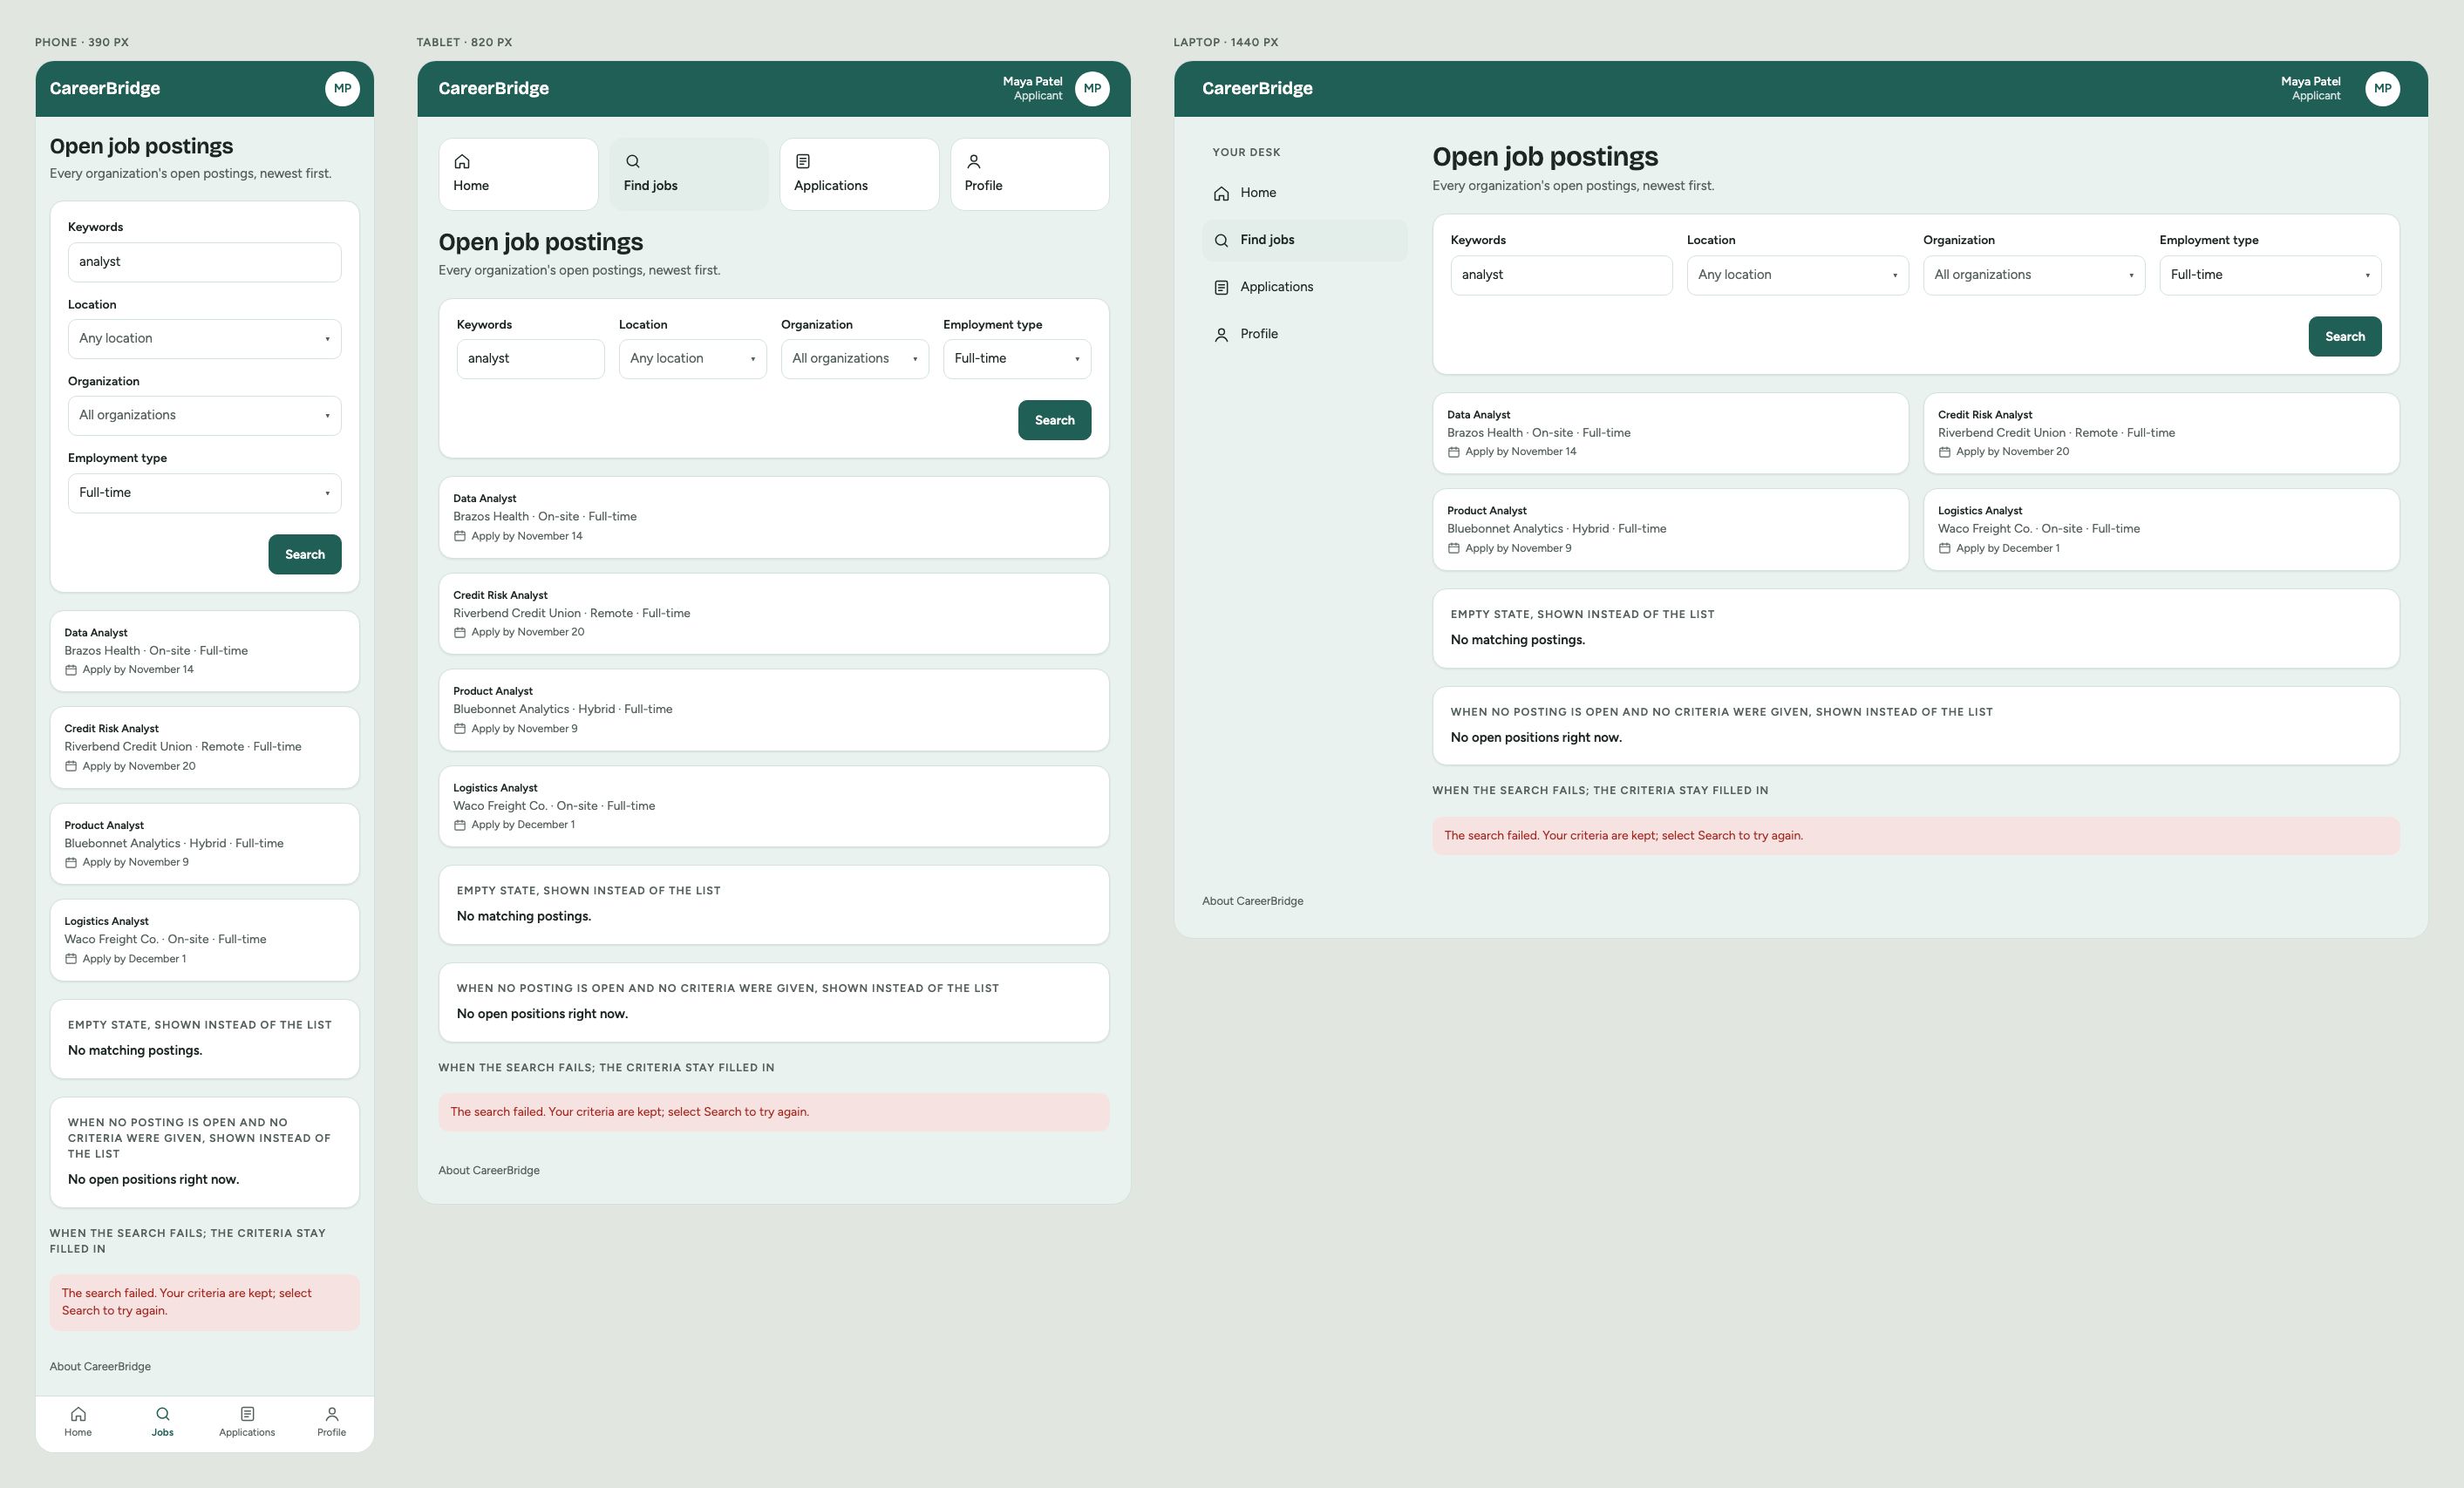 PHONE · 390 PX
CareerBridge
MP
Open job postings
Every organization's open postings, newest first.
Keywords
analyst
Location
Any location
Organization
All organizations
Employment type
Full-time
Search
Data Analyst
Brazos Health · On-site · Full-time
Apply by November 14
Credit Risk Analyst
Riverbend Credit Union · Remote · Full-time
Apply by November 20
Product Analyst
Bluebonnet Analytics · Hybrid · Full-time
Apply by November 9
Logistics Analyst
Waco Freight Co. · On-site · Full-time
Apply by December 1
EMPTY STATE, SHOWN INSTEAD OF THE LIST
No matching postings.
WHEN NO POSTING IS OPEN AND NO
CRITERIA WERE GIVEN, SHOWN INSTEAD OF
THE LIST
No open positions right now.
WHEN THE SEARCH FAILS; THE CRITERIA STAY
FILLED IN
The search failed. Your criteria are kept; select
Search to try again.
About CareerBridge
Home
Jobs
Applications
Profile
TABLET · 820 PX
CareerBridge
Maya Patel
Applicant
MP
Home
Find jobs
Applications
Profile
Open job postings
Every organization's open postings, newest first.
Keywords
Location
Organization
Employment type
analyst
Any location
All organizations
Full-time
Search
Data Analyst
Brazos Health · On-site · Full-time
Apply by November 14
Credit Risk Analyst
Riverbend Credit Union · Remote · Full-time
Apply by November 20
Product Analyst
Bluebonnet Analytics · Hybrid · Full-time
Apply by November 9
Logistics Analyst
Waco Freight Co. · On-site · Full-time
Apply by December 1
EMPTY STATE, SHOWN INSTEAD OF THE LIST
No matching postings.
WHEN NO POSTING IS OPEN AND NO CRITERIA WERE GIVEN, SHOWN INSTEAD OF THE LIST
No open positions right now.
WHEN THE SEARCH FAILS; THE CRITERIA STAY FILLED IN
The search failed. Your criteria are kept; select Search to try again.
About CareerBridge
LAPTOP · 1440 PX
CareerBridge
Maya Patel
Applicant
MP
YOUR DESK
Home
Find jobs
Applications
Profile
Open job postings
Every organization's open postings, newest first.
Keywords
Location
Organization
Employment type
analyst
Any location
All organizations
Full-time
Search
Data Analyst
Brazos Health · On-site · Full-time
Apply by November 14
Credit Risk Analyst
Riverbend Credit Union · Remote · Full-time
Apply by November 20
Product Analyst
Bluebonnet Analytics · Hybrid · Full-time
Apply by November 9
Logistics Analyst
Waco Freight Co. · On-site · Full-time
Apply by December 1
EMPTY STATE, SHOWN INSTEAD OF THE LIST
No matching postings.
WHEN NO POSTING IS OPEN AND NO CRITERIA WERE GIVEN, SHOWN INSTEAD OF THE LIST
No open positions right now.
WHEN THE SEARCH FAILS; THE CRITERIA STAY FILLED IN
The search failed. Your criteria are kept; select Search to try again.
About CareerBridge